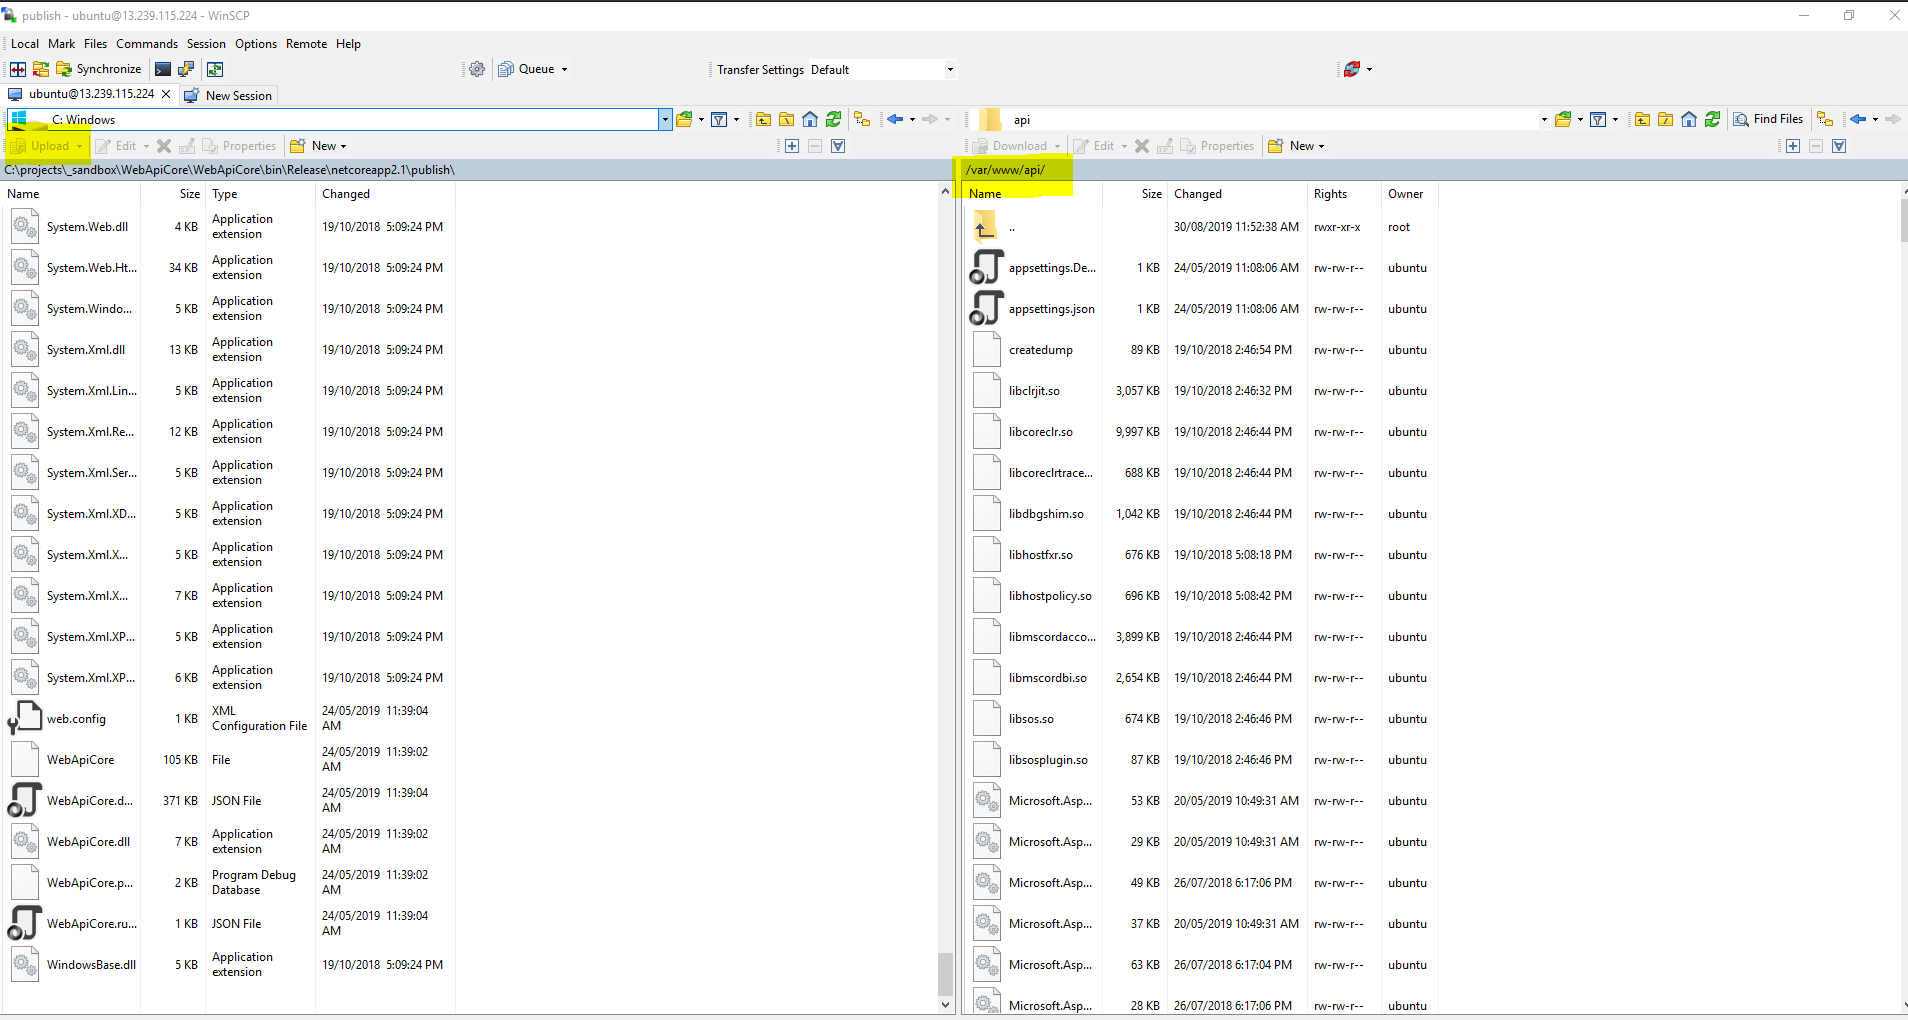 publish - ubuntu@13.239.115.224 - WinSCP
Local Mark Files Commands Session Options Remote Help
Synchronize Queue Transfer Settings Default
ubuntu@13.239.115.224 New Session
C: Windows api Find Files
Upload Edit Properties New Download Edit Properties New
C:\projects\_sandbox\WebApiCore\WebApiCore\bin\Release\netcoreapp2.1\publish\ /var/www/api/
Name Size Type Changed
System.Web.dll 4 KB Application extension 19/10/2018 5:09:24 PM
System.Web.Ht... 34 KB Application extension 19/10/2018 5:09:24 PM
System.Windo... 5 KB Application extension 19/10/2018 5:09:24 PM
System.Xml.dll 13 KB Application extension 19/10/2018 5:09:24 PM
System.Xml.Lin... 5 KB Application extension 19/10/2018 5:09:24 PM
System.Xml.Re... 12 KB Application extension 19/10/2018 5:09:24 PM
System.Xml.Ser... 5 KB Application extension 19/10/2018 5:09:24 PM
System.Xml.XD... 5 KB Application extension 19/10/2018 5:09:24 PM
System.Xml.X... 5 KB Application extension 19/10/2018 5:09:24 PM
System.Xml.X... 7 KB Application extension 19/10/2018 5:09:24 PM
System.Xml.XP... 5 KB Application extension 19/10/2018 5:09:24 PM
System.Xml.XP... 6 KB Application extension 19/10/2018 5:09:24 PM
web.config 1 KB XML Configuration File 24/05/2019 11:39:04 AM
WebApiCore 105 KB File 24/05/2019 11:39:02 AM
WebApiCore.d... 371 KB JSON File 24/05/2019 11:39:04 AM
WebApiCore.dll 7 KB Application extension 24/05/2019 11:39:02 AM
WebApiCore.p... 2 KB Program Debug Database 24/05/2019 11:39:02 AM
WebApiCore.ru... 1 KB JSON File 24/05/2019 11:39:04 AM
WindowsBase.dll 5 KB Application extension 19/10/2018 5:09:24 PM
Name Size Changed Rights Owner
.. 30/08/2019 11:52:38 AM rwxr-xr-x root
appsettings.De... 1 KB 24/05/2019 11:08:06 AM rw-rw-r-- ubuntu
appsettings.json 1 KB 24/05/2019 11:08:06 AM rw-rw-r-- ubuntu
createdump 89 KB 19/10/2018 2:46:54 PM rw-rw-r-- ubuntu
libclrjit.so 3,057 KB 19/10/2018 2:46:32 PM rw-rw-r-- ubuntu
libcoreclr.so 9,997 KB 19/10/2018 2:46:44 PM rw-rw-r-- ubuntu
libcoreclrtrace... 688 KB 19/10/2018 2:46:44 PM rw-rw-r-- ubuntu
libdbgshim.so 1,042 KB 19/10/2018 2:46:44 PM rw-rw-r-- ubuntu
libhostfxr.so 676 KB 19/10/2018 5:08:18 PM rw-rw-r-- ubuntu
libhostpolicy.so 696 KB 19/10/2018 5:08:42 PM rw-rw-r-- ubuntu
libmscordacco... 3,899 KB 19/10/2018 2:46:44 PM rw-rw-r-- ubuntu
libmscordbi.so 2,654 KB 19/10/2018 2:46:44 PM rw-rw-r-- ubuntu
libsos.so 674 KB 19/10/2018 2:46:46 PM rw-rw-r-- ubuntu
libsosplugin.so 87 KB 19/10/2018 2:46:46 PM rw-rw-r-- ubuntu
Microsoft.Asp... 53 KB 20/05/2019 10:49:31 AM rw-rw-r-- ubuntu
Microsoft.Asp... 29 KB 20/05/2019 10:49:31 AM rw-rw-r-- ubuntu
Microsoft.Asp... 49 KB 26/07/2018 6:17:06 PM rw-rw-r-- ubuntu
Microsoft.Asp... 37 KB 20/05/2019 10:49:31 AM rw-rw-r-- ubuntu
Microsoft.Asp... 63 KB 26/07/2018 6:17:04 PM rw-rw-r-- ubuntu
Microsoft.Asp... 28 KB 26/07/2018 6:17:06 PM rw-rw-r-- ubuntu